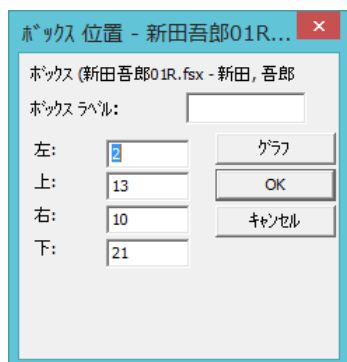 ﾎﾞｯｸｽ 位置 - 新田吾郎01R...
ﾎﾞｯｸｽ (新田吾郎01R.fsx - 新田, 吾郎
ﾎﾞｯｸｽ ﾗﾍﾞﾙ:
左: 2 ｸﾞﾗﾌ
上: 13 OK
右: 10 ｷｬﾝｾﾙ
下: 21